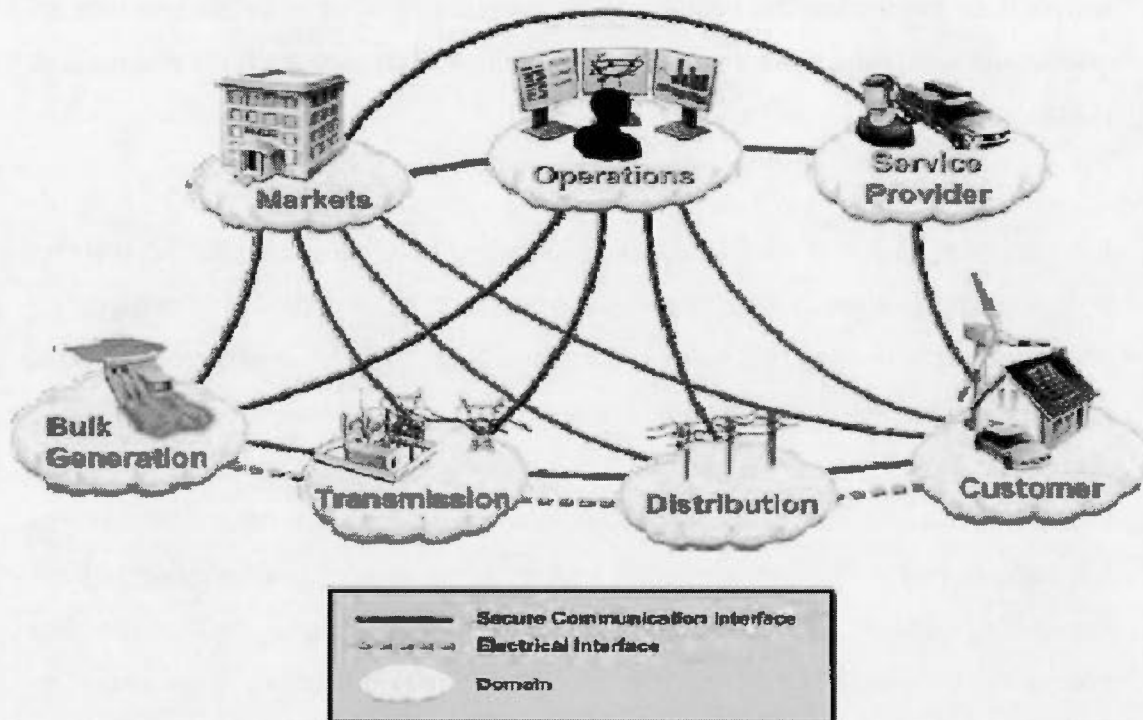 Markets
Operations
Service
Provider
Bulk
Generation
Transmission
Distribution
Customer
Secure Communication Interface
Electrical Interface
Domain